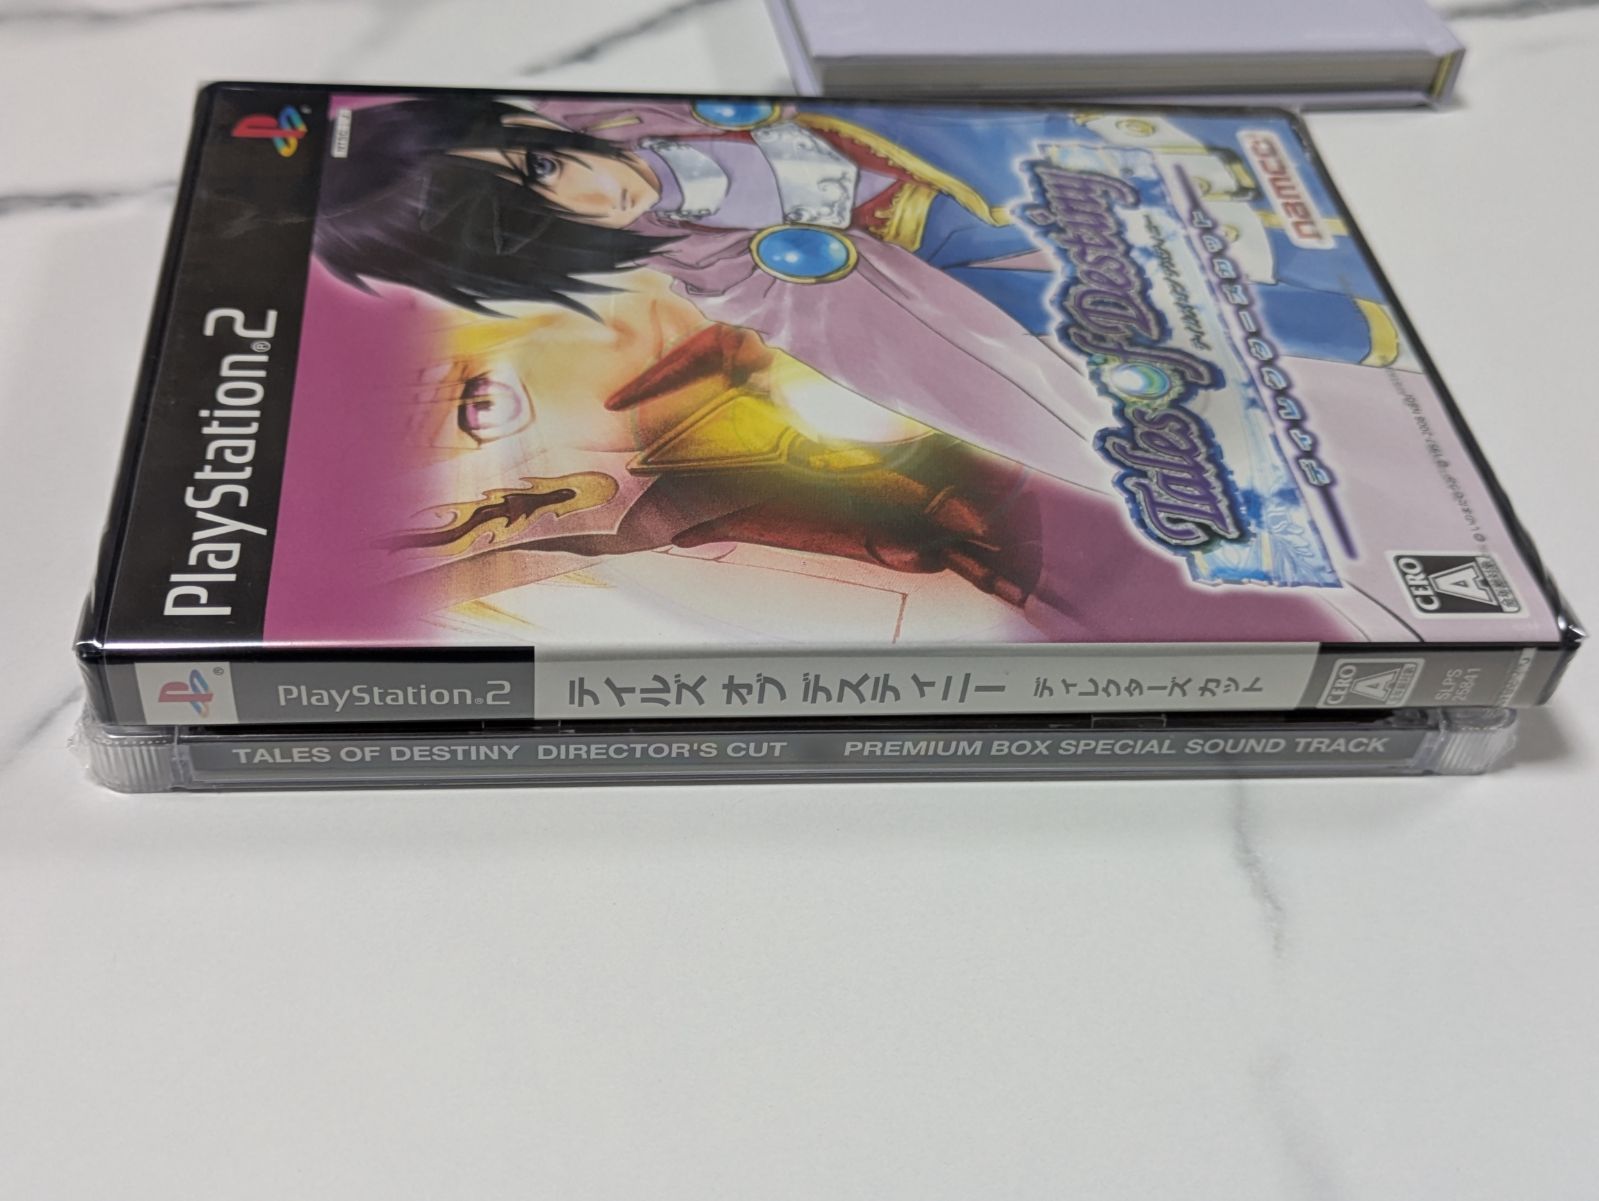 PlayStation®2
Tales of Destiny
テイルズ オブ デスティニー
ディレクターズカット
namco
CERO
A
PlayStation®2
テイルズ オブ デスティニー ディレクターズカット
CERO
A
SLPS
25841
TALES OF DESTINY DIRECTOR'S CUT PREMIUM BOX SPECIAL SOUND TRACK